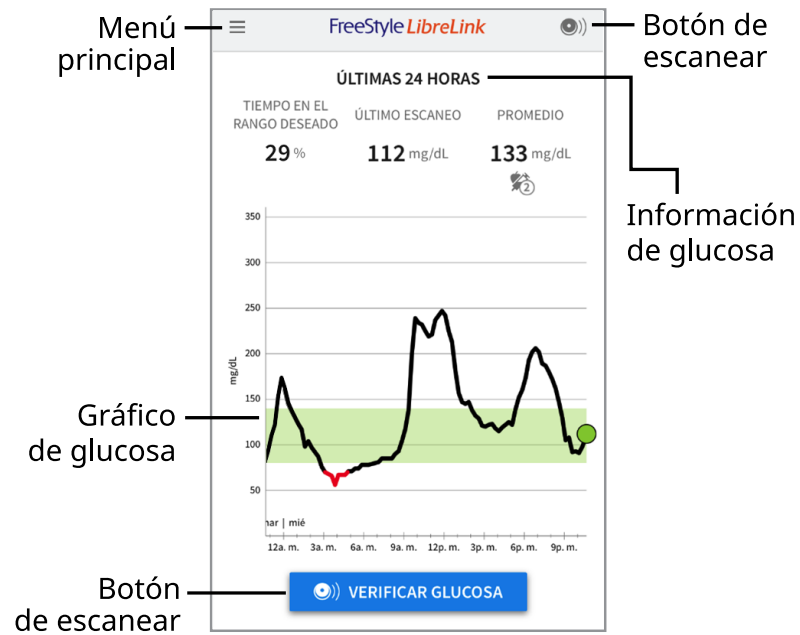 Menú
principal
FreeStyle LibreLink
Botón de
escanear
ÚLTIMAS 24 HORAS
TIEMPO EN EL
RANGO DESEADO
29 %
ÚLTIMO ESCANEO
112 mg/dL
PROMEDIO
133 mg/dL
2
Información
de glucosa
350
300
250
200
150
100
50
mg/dL
Gráfico
de glucosa
mié
12a. m. 3a. m. 6a. m. 9a. m. 12p. m. 3p. m. 6p. m. 9p. m.
Botón
de escanear
VERIFICAR GLUCOSA